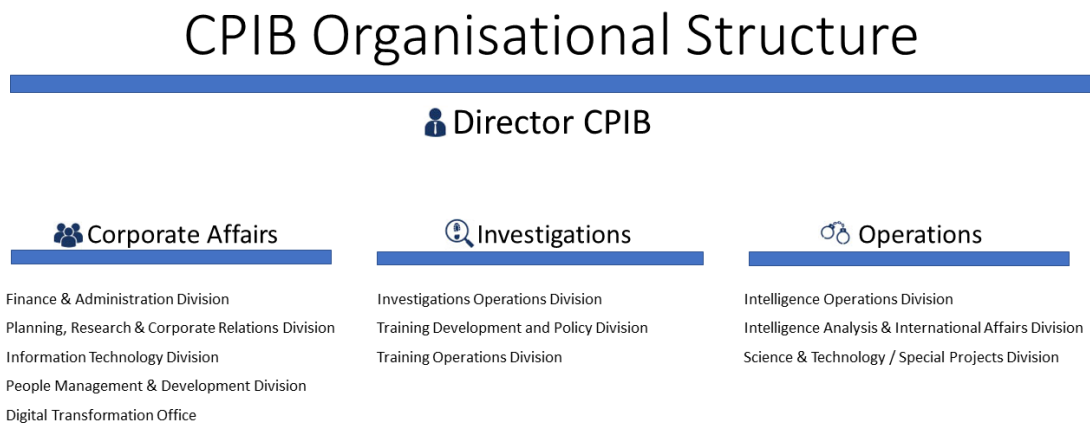 CPIB Organisational Structure
Director CPIB
Corporate Affairs
Finance & Administration Division
Planning, Research & Corporate Relations Division
Information Technology Division
People Management & Development Division
Digital Transformation Office
Investigations
Investigations Operations Division
Training Development and Policy Division
Training Operations Division
Operations
Intelligence Operations Division
Intelligence Analysis & International Affairs Division
Science & Technology / Special Projects Division